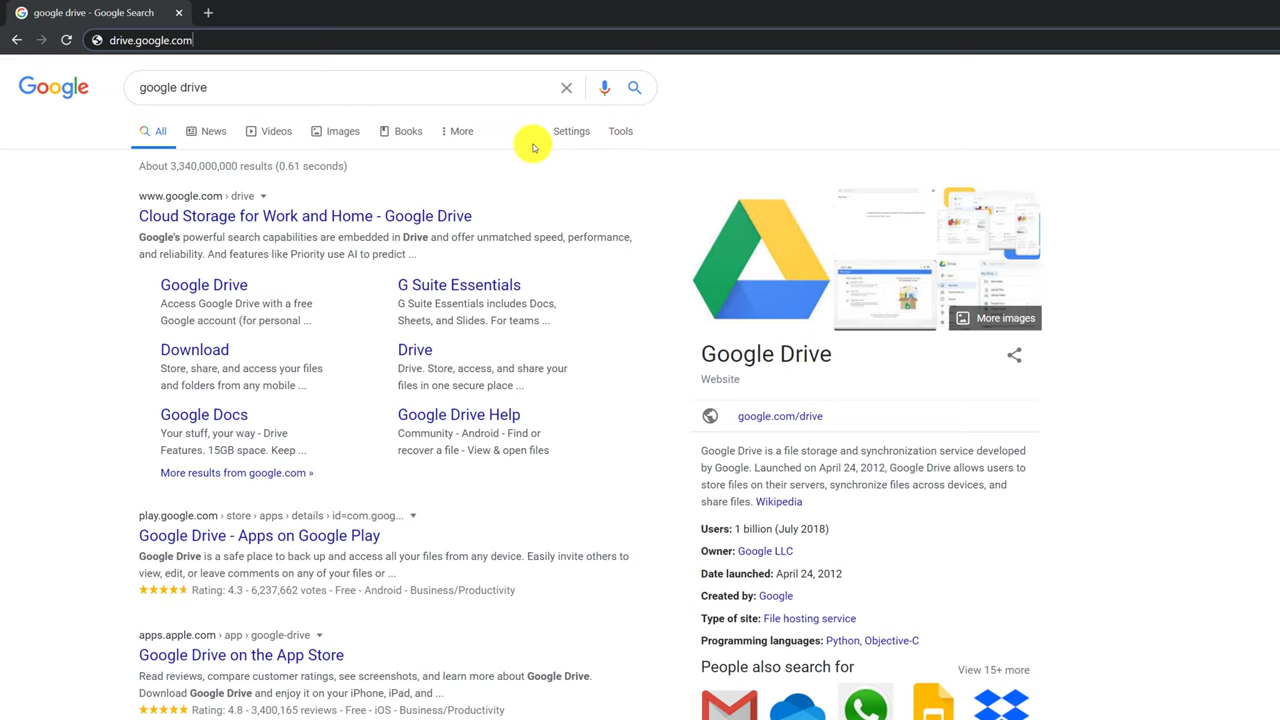 google drive - Google Search
drive.google.com
Google
google drive
All
News
Videos
Images
Books
More
Settings
Tools
About 3,340,000,000 results (0.61 seconds)
www.google.com › drive
Cloud Storage for Work and Home - Google Drive
Google's powerful search capabilities are embedded in Drive and offer unmatched speed, performance,
and reliability. And features like Priority use AI to predict ...
Google Drive
Access Google Drive with a free
Google account (for personal ...
G Suite Essentials
G Suite Essentials includes Docs,
Sheets, and Slides. For teams ...
Download
Store, share, and access your files
and folders from any mobile ...
Drive
Drive. Store, access, and share your
files in one secure place ...
Google Docs
Your stuff, your way - Drive
Features. 15GB space. Keep ...
Google Drive Help
Community - Android - Find or
recover a file - View & open files
More results from google.com »
play.google.com › store › apps › details › id=com.goog...
Google Drive - Apps on Google Play
Google Drive is a safe place to back up and access all your files from any device. Easily invite others to
view, edit, or leave comments on any of your files or ...
Rating: 4.3 - 6,237,662 votes - Free - Android - Business/Productivity
apps.apple.com › app › google-drive
Google Drive on the App Store
Read reviews, compare customer ratings, see screenshots, and learn more about Google Drive.
Download Google Drive and enjoy it on your iPhone, iPad, and ...
Rating: 4.8 - 3,400,165 reviews - Free - iOS - Business/Productivity
More images
Google Drive
Website
google.com/drive
Google Drive is a file storage and synchronization service developed
by Google. Launched on April 24, 2012, Google Drive allows users to
store files on their servers, synchronize files across devices, and
share files. Wikipedia
Users: 1 billion (July 2018)
Owner: Google LLC
Date launched: April 24, 2012
Created by: Google
Type of site: File hosting service
Programming languages: Python, Objective-C
People also search for
View 15+ more